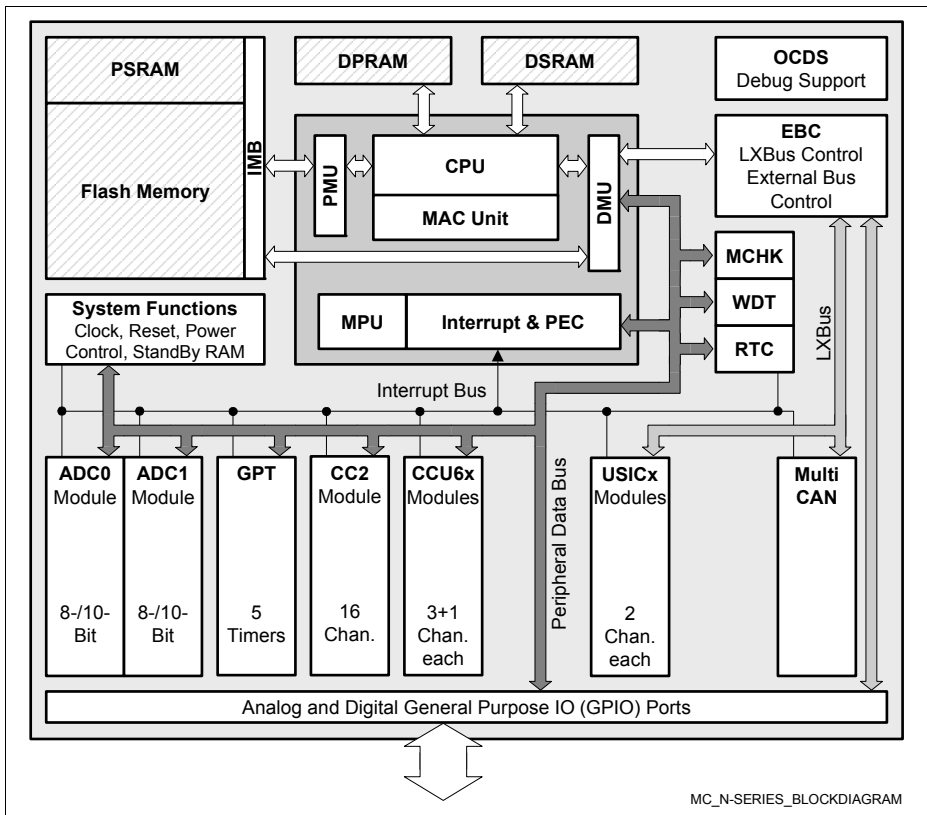 PSRAM
Flash Memory
IMB
DPRAM
DSRAM
OCDS
Debug Support
EBC
LXBus Control
External Bus
Control
PMU
CPU
MAC Unit
DMU
MCHK
WDT
RTC
System Functions
Clock, Reset, Power
Control, StandBy RAM
MPU
Interrupt & PEC
Interrupt Bus
LXBus
ADC0
Module
8-/10-
Bit
ADC1
Module
8-/10-
Bit
GPT
5
Timers
CC2
Module
16
Chan.
CCU6x
Modules
3+1
Chan.
each
Peripheral Data Bus
USICx
Modules
2
Chan.
each
Multi
CAN
Analog and Digital General Purpose IO (GPIO) Ports
MC_N-SERIES_BLOCKDIAGRAM